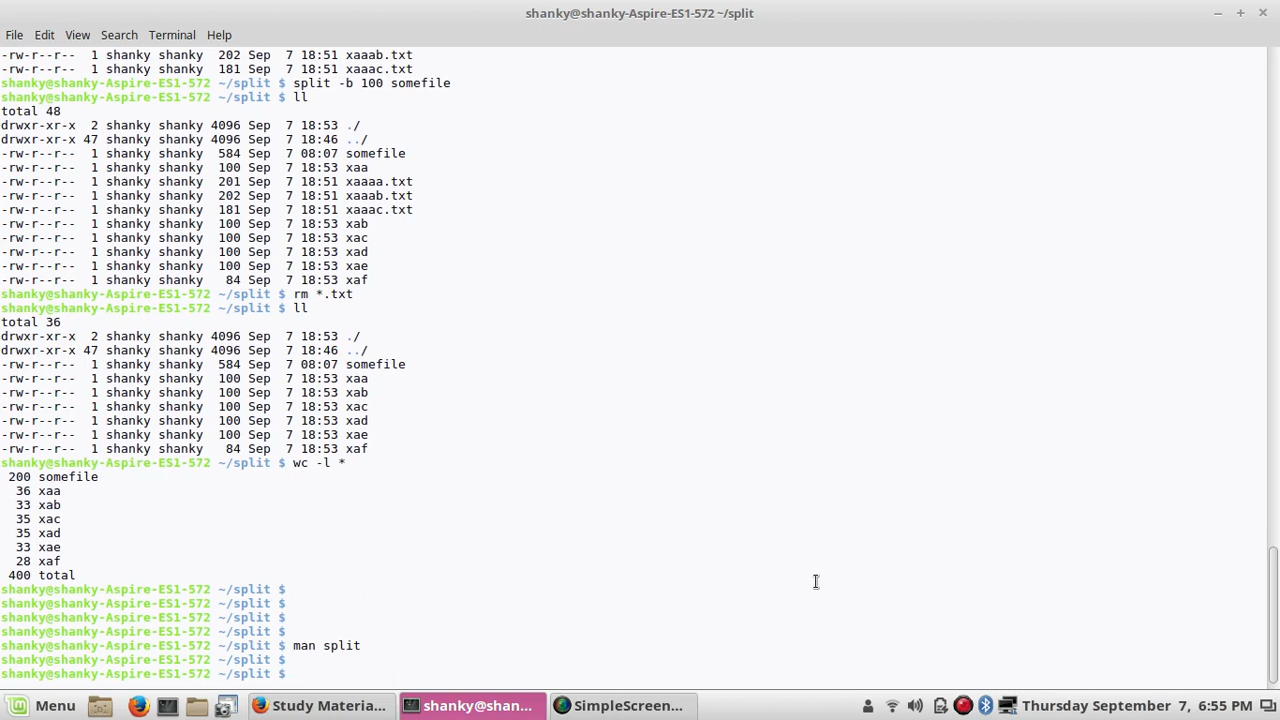 shanky@shanky-Aspire-ES1-572 ~/split
File Edit View Search Terminal Help
-rw-r--r--  1 shanky shanky  202 Sep  7 18:51 xaaab.txt
-rw-r--r--  1 shanky shanky  181 Sep  7 18:51 xaaac.txt
shanky@shanky-Aspire-ES1-572 ~/split $ split -b 100 somefile
shanky@shanky-Aspire-ES1-572 ~/split $ ll
total 48
drwxr-xr-x  2 shanky shanky 4096 Sep  7 18:53 ./
drwxr-xr-x 47 shanky shanky 4096 Sep  7 18:46 ../
-rw-r--r--  1 shanky shanky  584 Sep  7 08:07 somefile
-rw-r--r--  1 shanky shanky  100 Sep  7 18:53 xaa
-rw-r--r--  1 shanky shanky  201 Sep  7 18:51 xaaaa.txt
-rw-r--r--  1 shanky shanky  202 Sep  7 18:51 xaaab.txt
-rw-r--r--  1 shanky shanky  181 Sep  7 18:51 xaaac.txt
-rw-r--r--  1 shanky shanky  100 Sep  7 18:53 xab
-rw-r--r--  1 shanky shanky  100 Sep  7 18:53 xac
-rw-r--r--  1 shanky shanky  100 Sep  7 18:53 xad
-rw-r--r--  1 shanky shanky  100 Sep  7 18:53 xae
-rw-r--r--  1 shanky shanky   84 Sep  7 18:53 xaf
shanky@shanky-Aspire-ES1-572 ~/split $ rm *.txt
shanky@shanky-Aspire-ES1-572 ~/split $ ll
total 36
drwxr-xr-x  2 shanky shanky 4096 Sep  7 18:53 ./
drwxr-xr-x 47 shanky shanky 4096 Sep  7 18:46 ../
-rw-r--r--  1 shanky shanky  584 Sep  7 08:07 somefile
-rw-r--r--  1 shanky shanky  100 Sep  7 18:53 xaa
-rw-r--r--  1 shanky shanky  100 Sep  7 18:53 xab
-rw-r--r--  1 shanky shanky  100 Sep  7 18:53 xac
-rw-r--r--  1 shanky shanky  100 Sep  7 18:53 xad
-rw-r--r--  1 shanky shanky  100 Sep  7 18:53 xae
-rw-r--r--  1 shanky shanky   84 Sep  7 18:53 xaf
shanky@shanky-Aspire-ES1-572 ~/split $ wc -l *
 200 somefile
  36 xaa
  33 xab
  35 xac
  35 xad
  33 xae
  28 xaf
 400 total
shanky@shanky-Aspire-ES1-572 ~/split $
shanky@shanky-Aspire-ES1-572 ~/split $
shanky@shanky-Aspire-ES1-572 ~/split $
shanky@shanky-Aspire-ES1-572 ~/split $
shanky@shanky-Aspire-ES1-572 ~/split $ man split
shanky@shanky-Aspire-ES1-572 ~/split $
shanky@shanky-Aspire-ES1-572 ~/split $
Menu Study Materia... shanky@shan... SimpleScreen... Thursday September 7, 6:55 PM